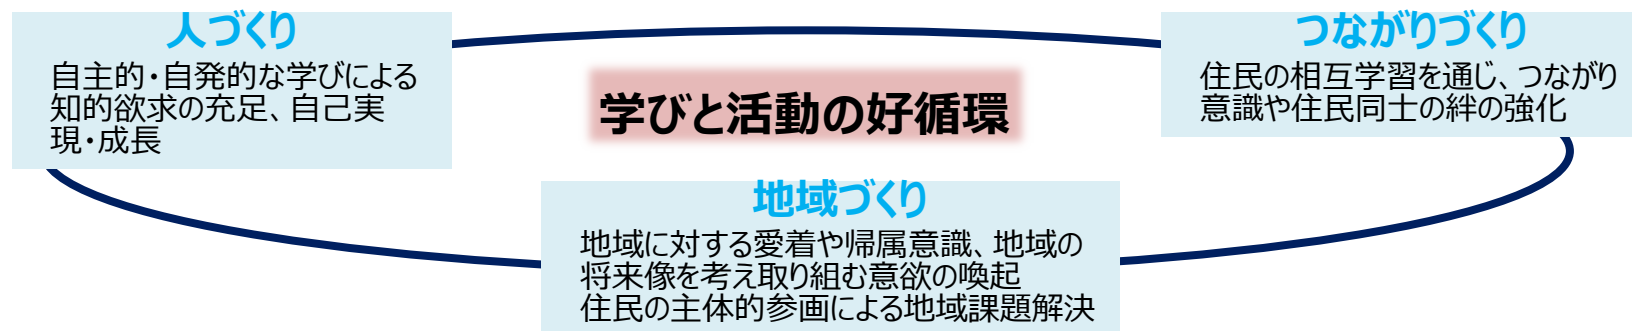 人づくり
自主的・自発的な学びによる
知的欲求の充足、自己実
現・成長
学びと活動の好循環
つながりづくり
住民の相互学習を通じ、つながり
意識や住民同士の絆の強化
地域づくり
地域に対する愛着や帰属意識、地域の
将来像を考え取り組む意欲の喚起
住民の主体的参画による地域課題解決